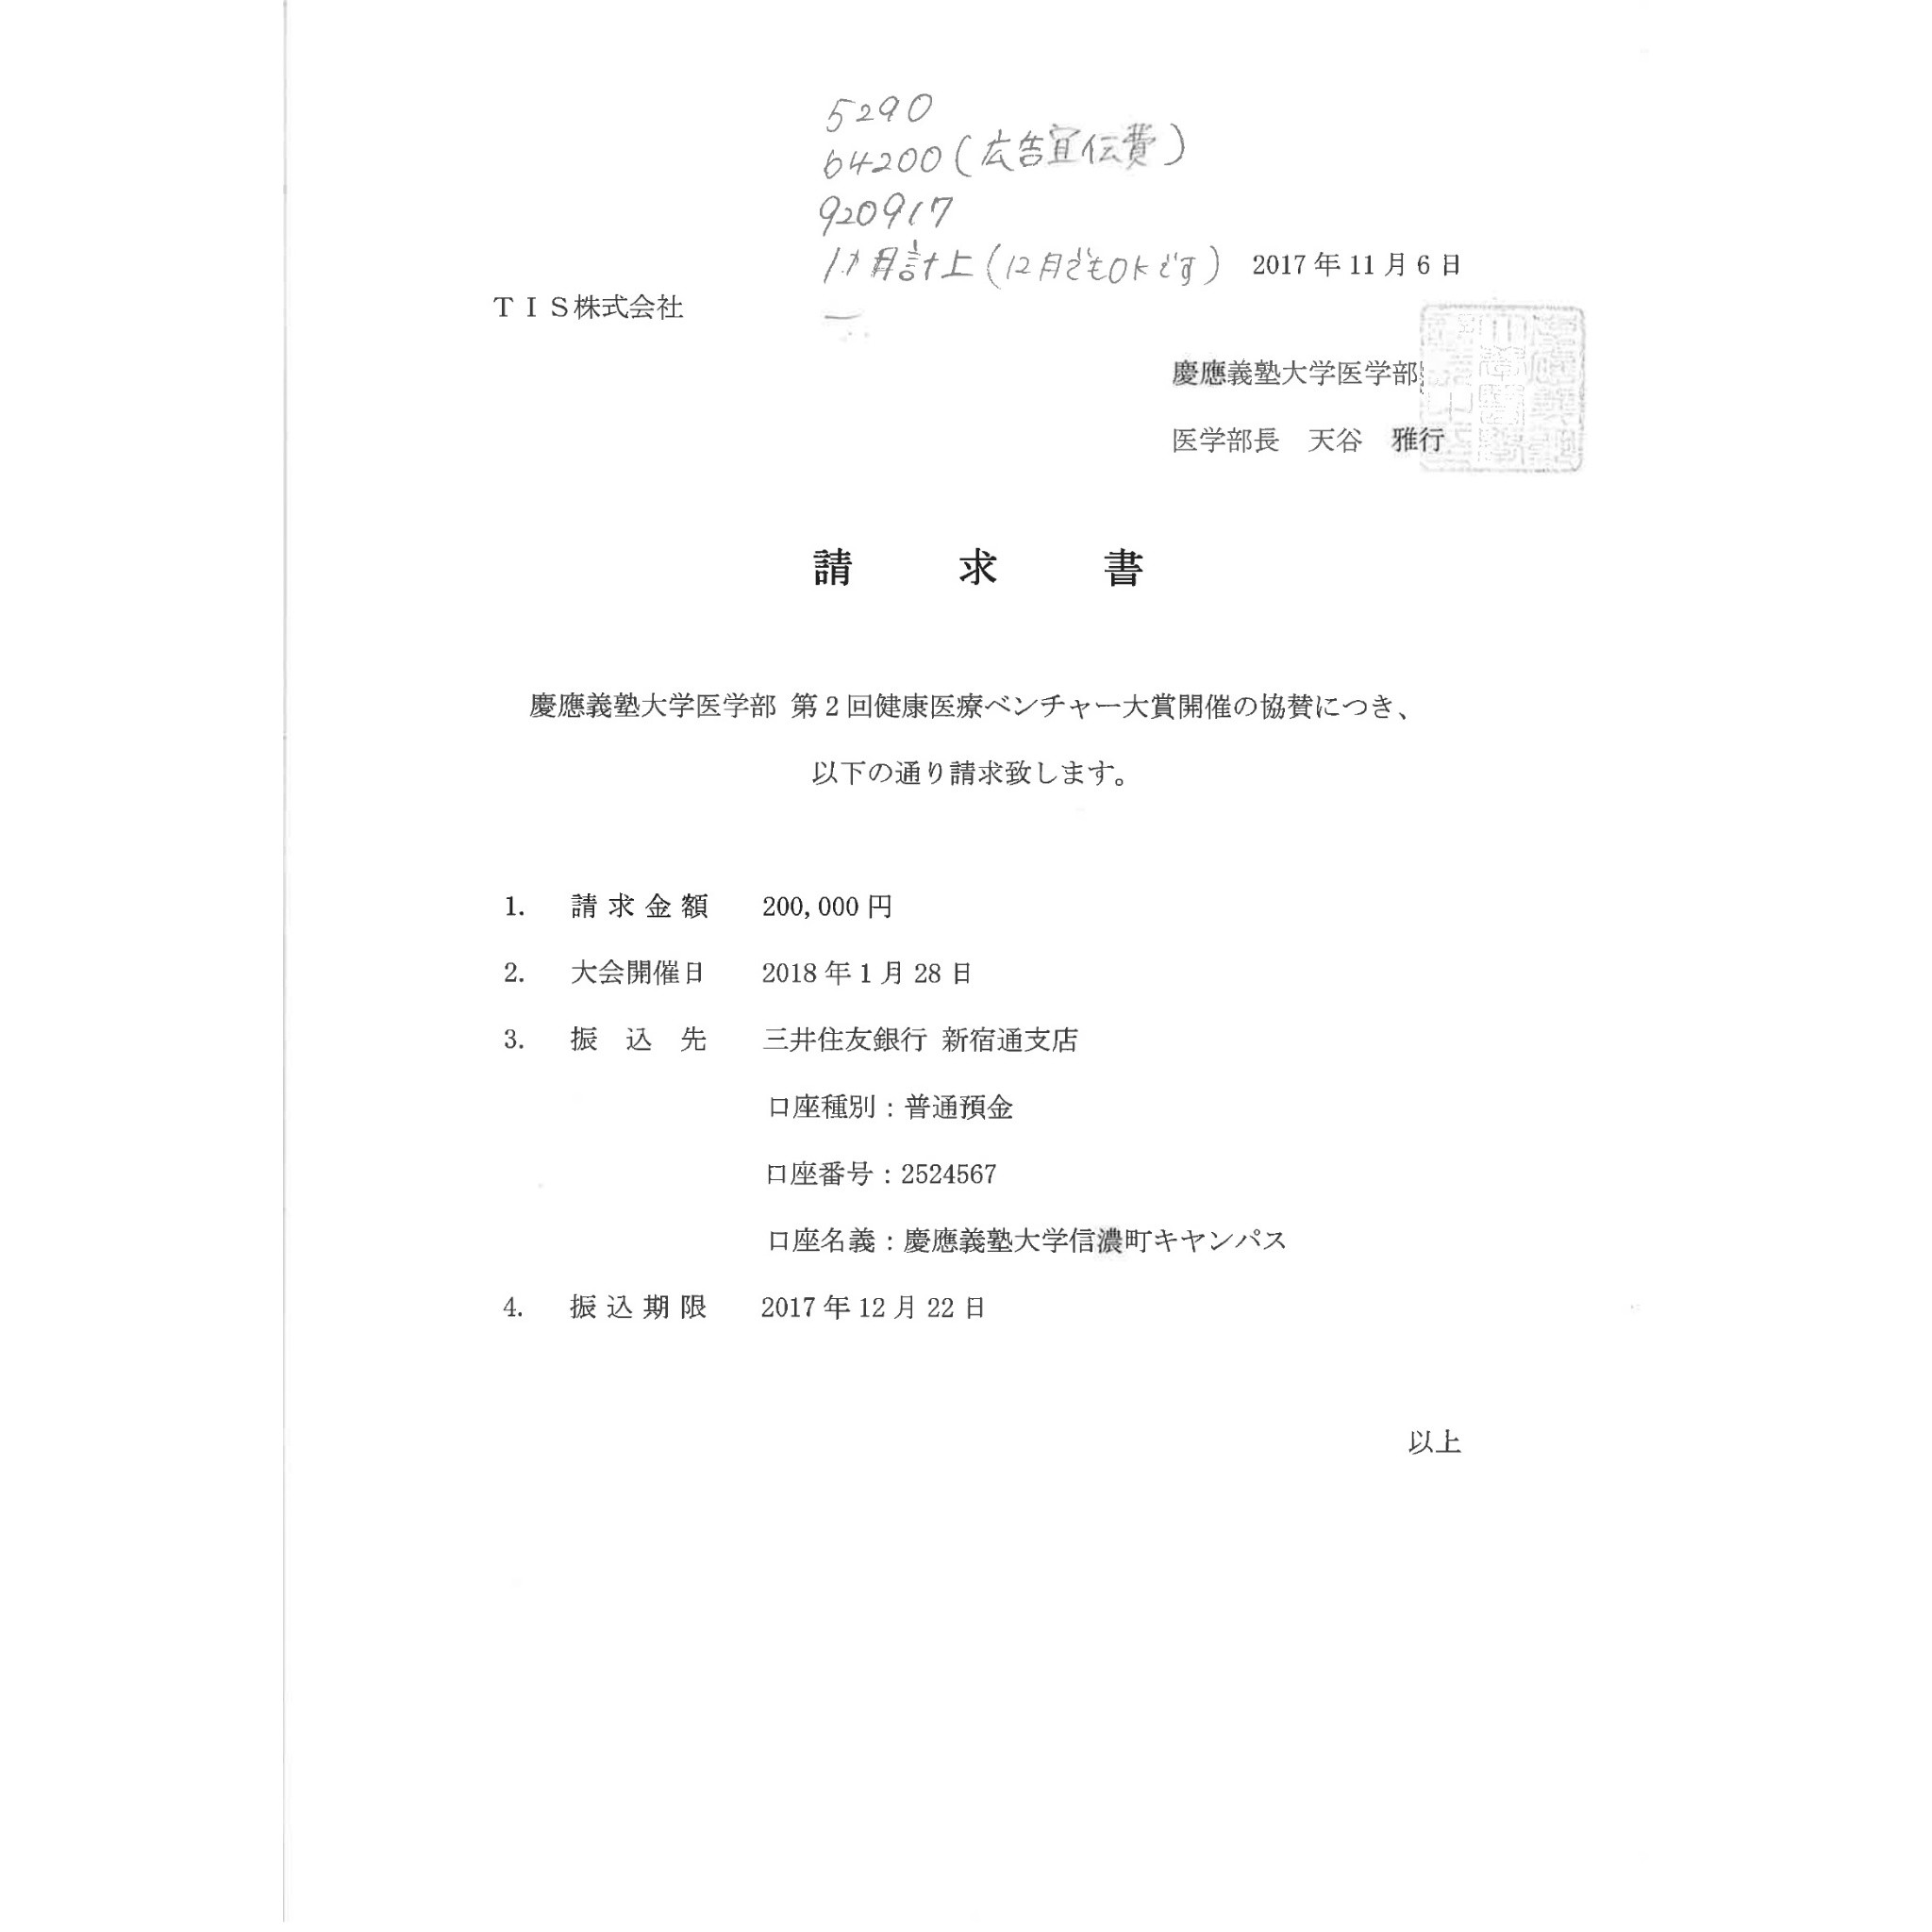 5290
64200(広告宣伝費)
920917
1ヶ月計上(12月でもOKです)
2017年11月6日
TIS株式会社
慶應義塾大学医学部
医学部長 天谷 雅行
請求書
慶應義塾大学医学部 第2回健康医療ベンチャー大賞開催の協賛につき、
以下の通り請求致します。
1. 請求金額 200,000円
2. 大会開催日 2018年1月28日
3. 振込先 三井住友銀行 新宿通支店
口座種別:普通預金
口座番号:2524567
口座名義:慶應義塾大学信濃町キヤンパス
4. 振込期限 2017年12月22日
以上